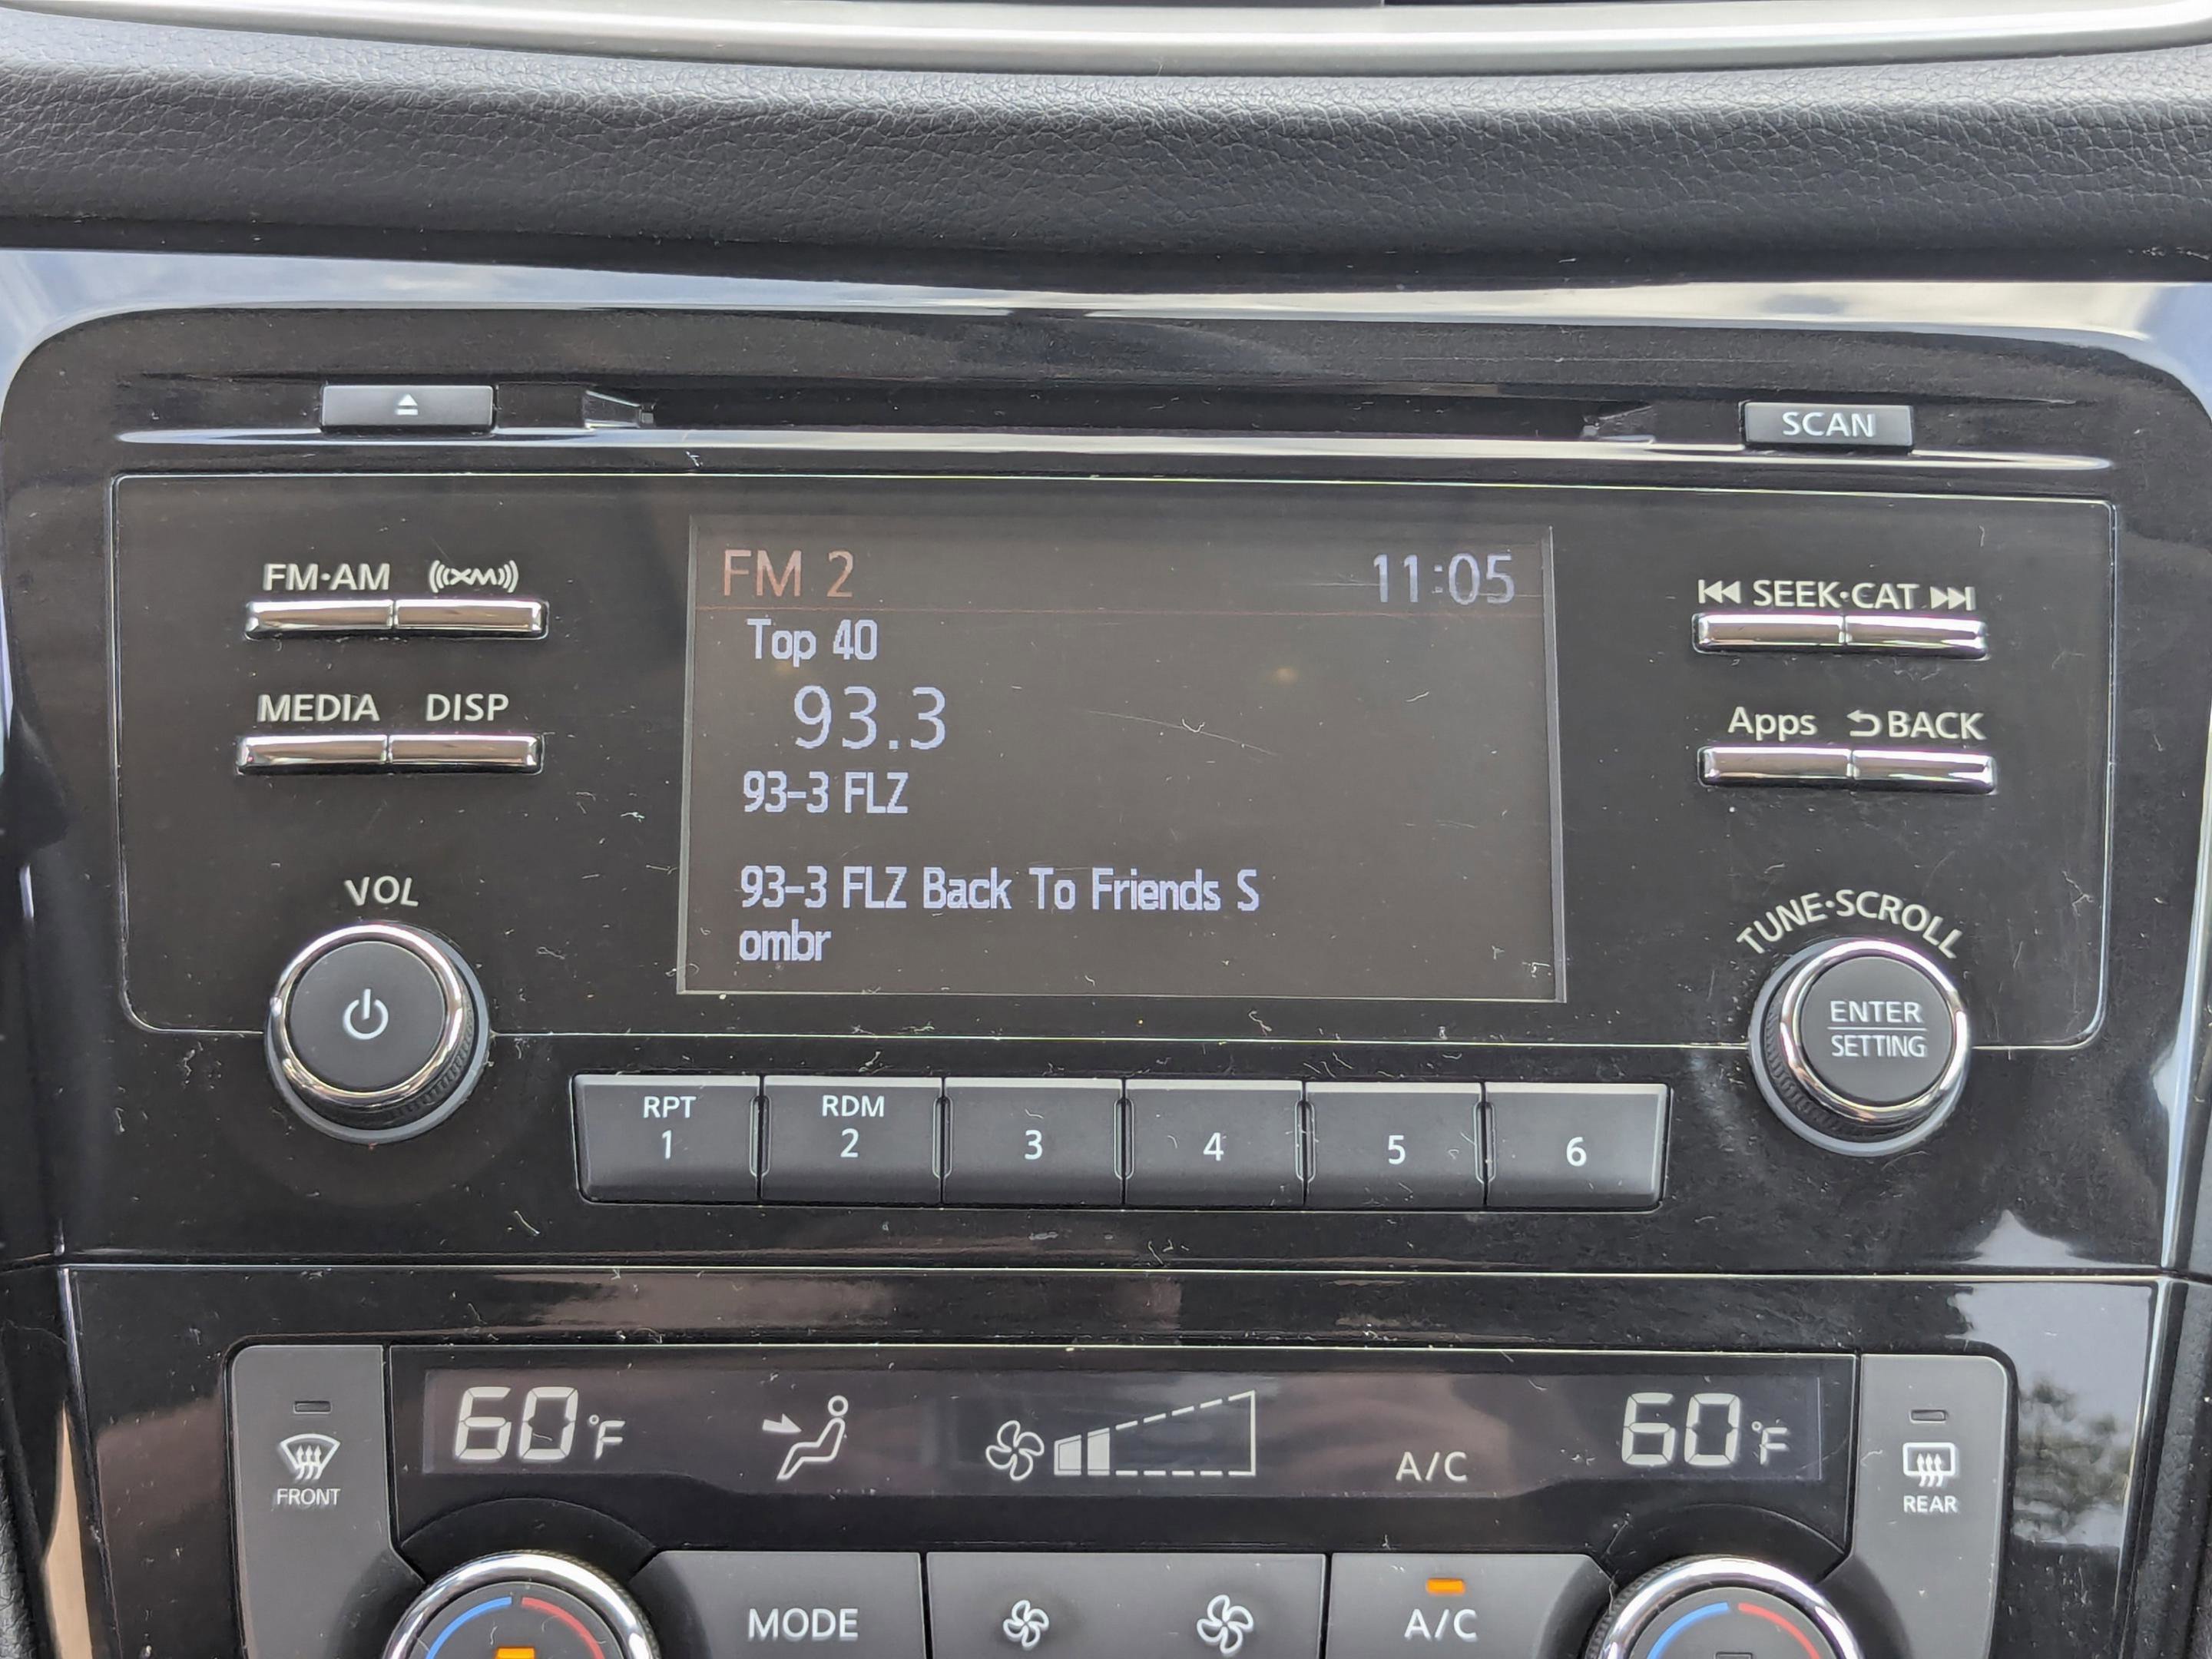 SCAN
FM·AM (((XM)))
FM 2 11:05
SEEK·CAT
Top 40
93.3
MEDIA DISP
Apps BACK
93-3 FLZ
VOL
93-3 FLZ Back To Friends S
ombr
TUNE·SCROLL
ENTER
SETTING
RPT RDM
1 2 3 4 5 6
60°F A/C 60°F
FRONT REAR
MODE A/C